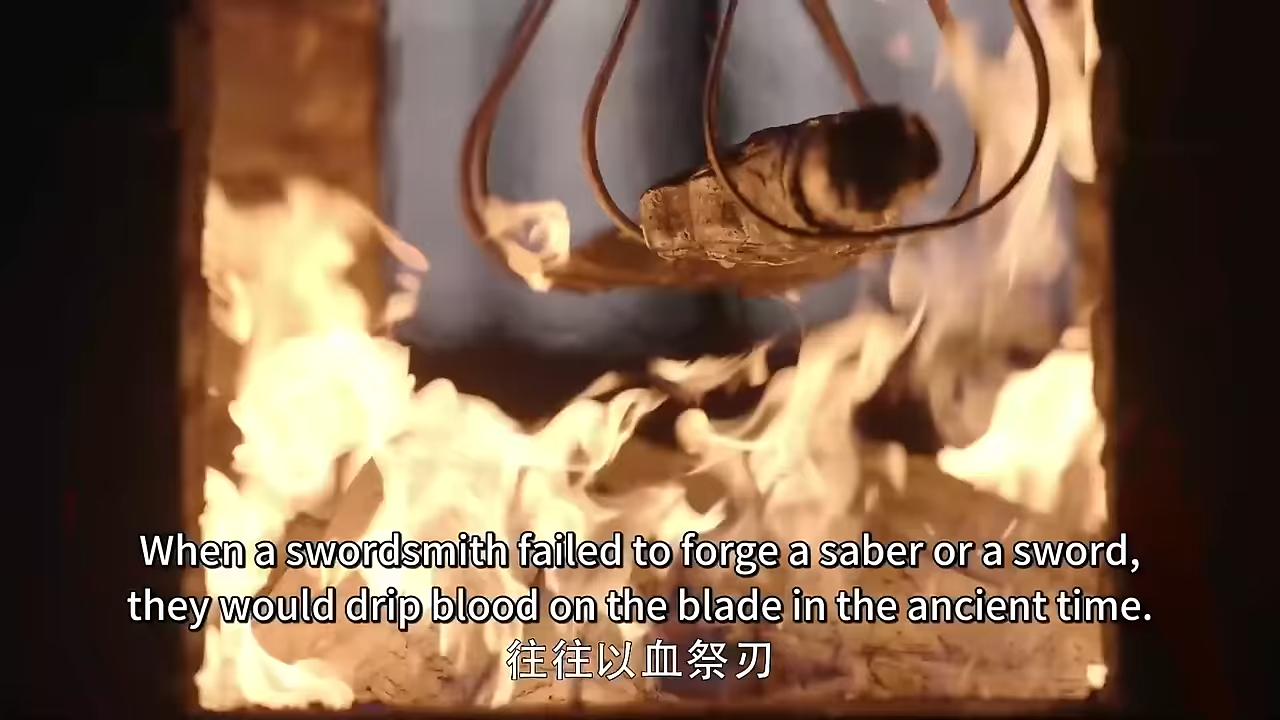 When a swordsmith failed to forge a saber or a sword,
they would drip blood on the blade in the ancient time.
往往以血祭刃